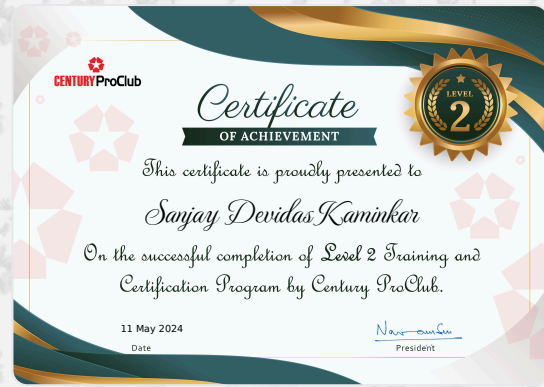 CENTURY ProClub
LEVEL
2
Certificate
OF ACHIEVEMENT
This certificate is proudly presented to
Sanjay Devidas Kaminkar
On the successful completion of Level 2 Training and
Certification Program by Century ProClub.
11 May 2024
Date
President